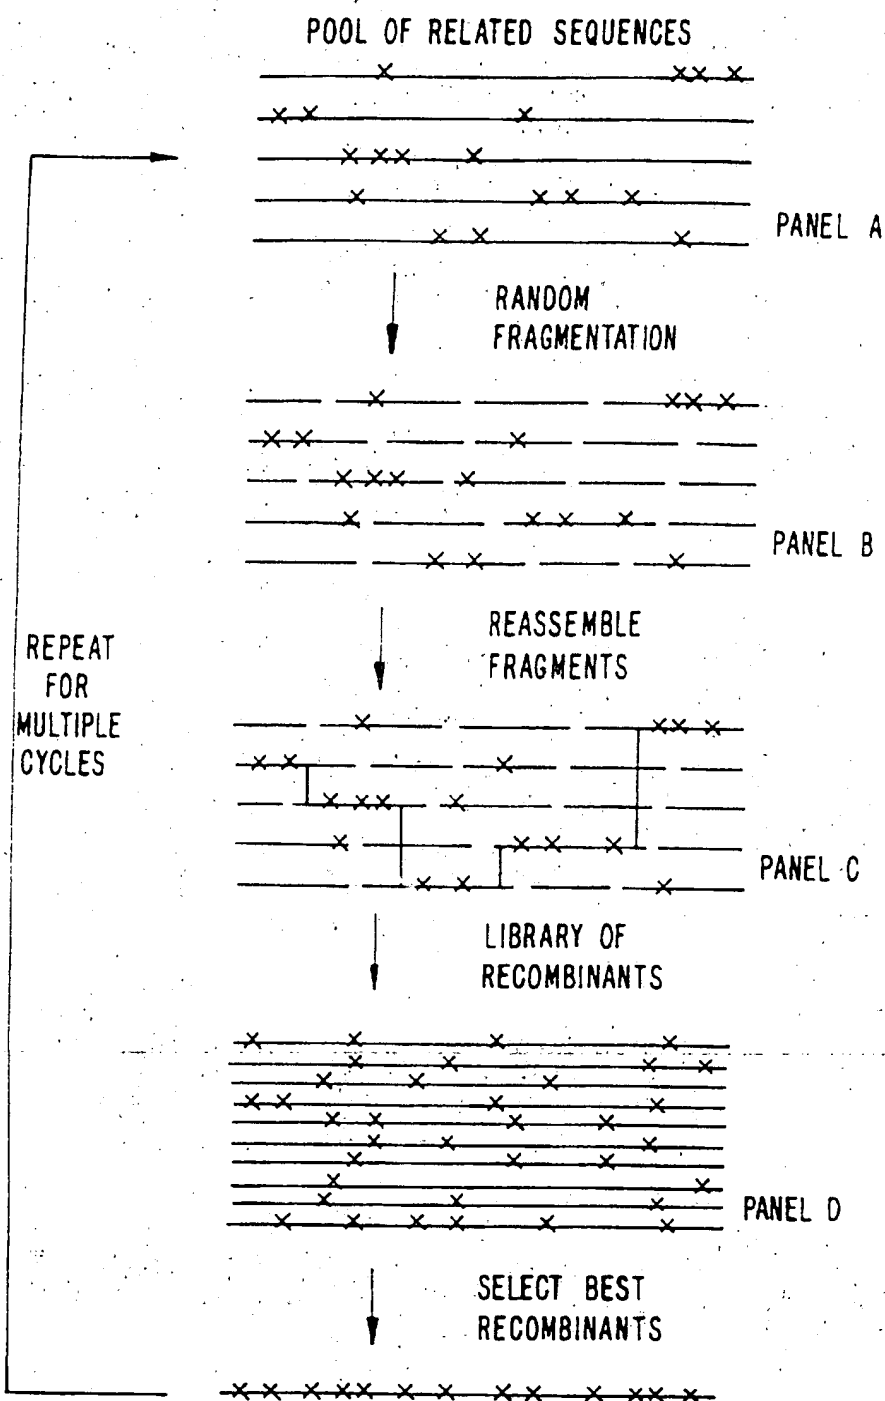 POOL OF RELATED SEQUENCES
PANEL A
RANDOM
FRAGMENTATION
PANEL B
REASSEMBLE
FRAGMENTS
REPEAT
FOR
MULTIPLE
CYCLES
PANEL C
LIBRARY OF
RECOMBINANTS
PANEL D
SELECT BEST
RECOMBINANTS